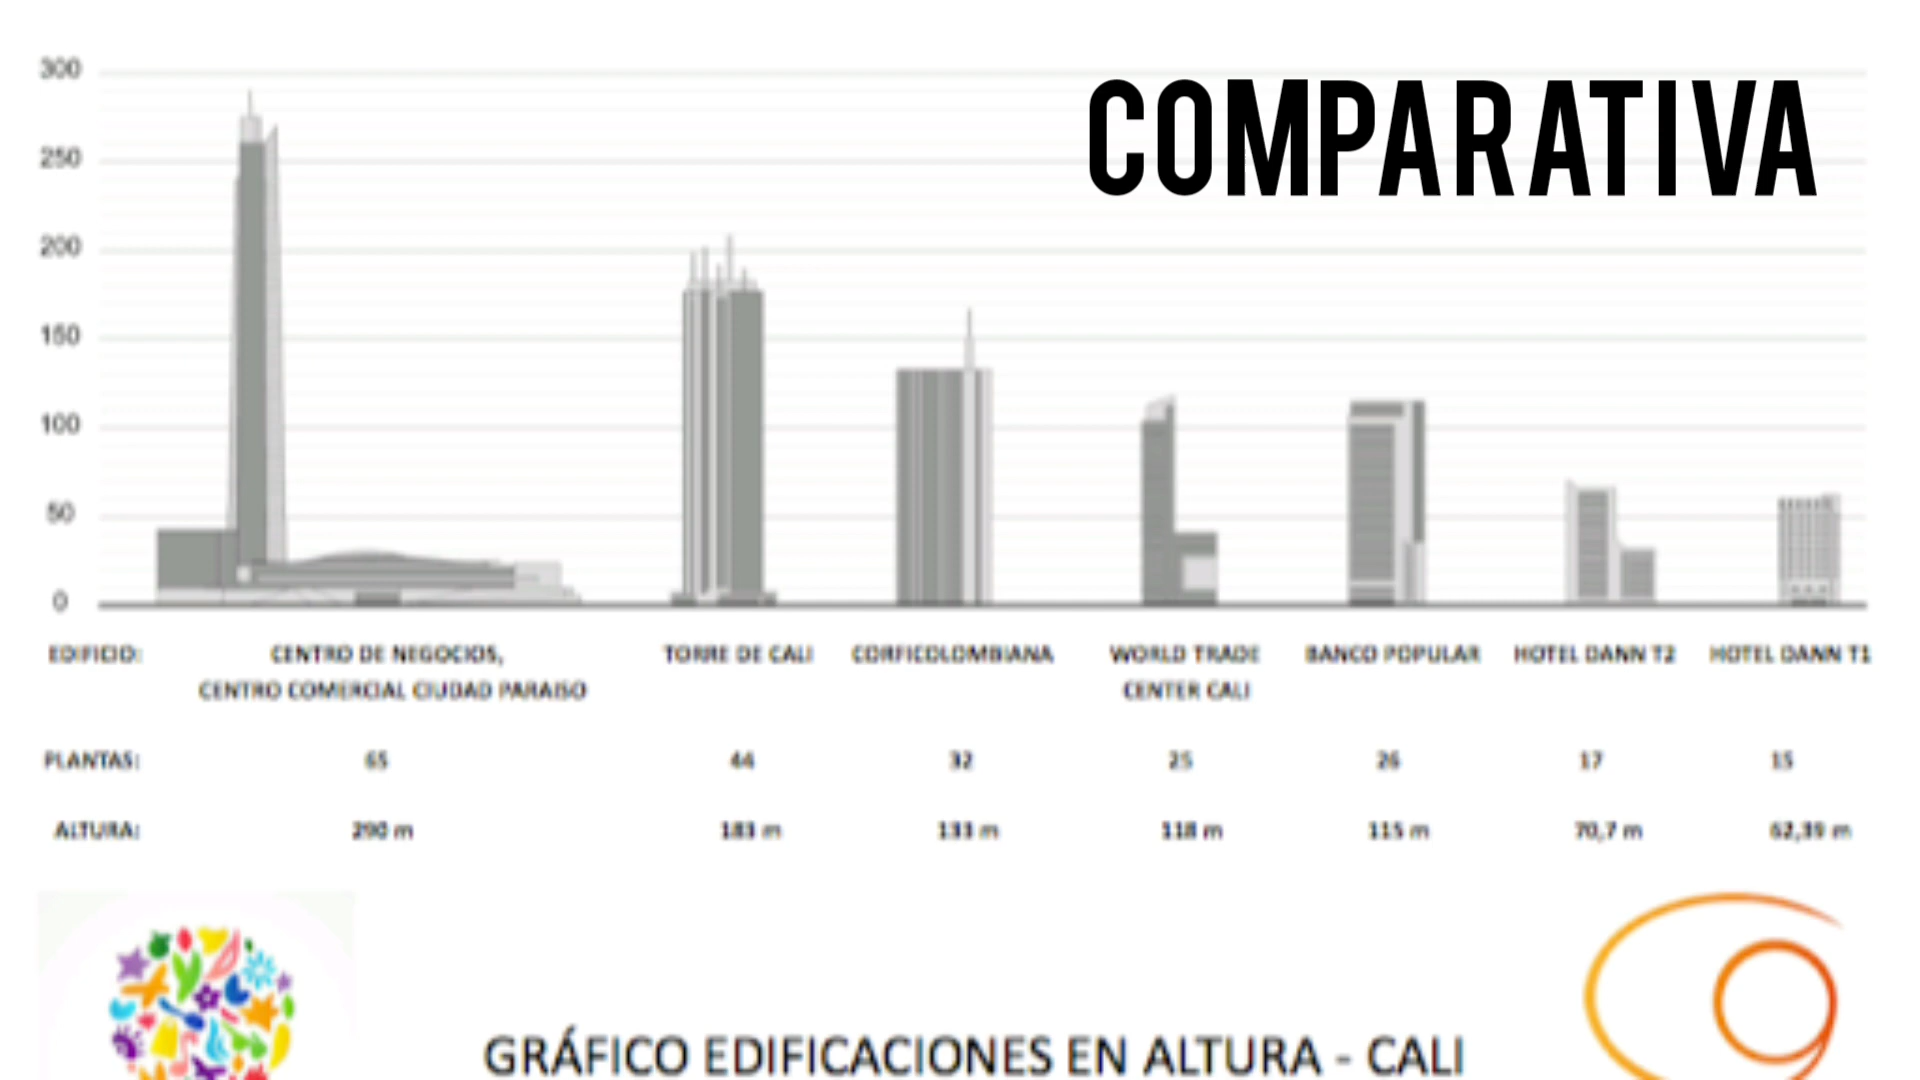 COMPARATIVA
300
250
200
150
100
50
0
EDIFICIO: CENTRO DE NEGOCIOS, TORRE DE CALI CORFICOLOMBIANA WORLD TRADE BANCO POPULAR HOTEL DANN T2 HOTEL DANN T1
CENTRO COMERCIAL CIUDAD PARAISO CENTER CALI
PLANTAS: 65 44 32 25 26 17 15
ALTURA: 290 m 183 m 133 m 118 m 115 m 70,7 m 62,39 m
GRÁFICO EDIFICACIONES EN ALTURA - CALI